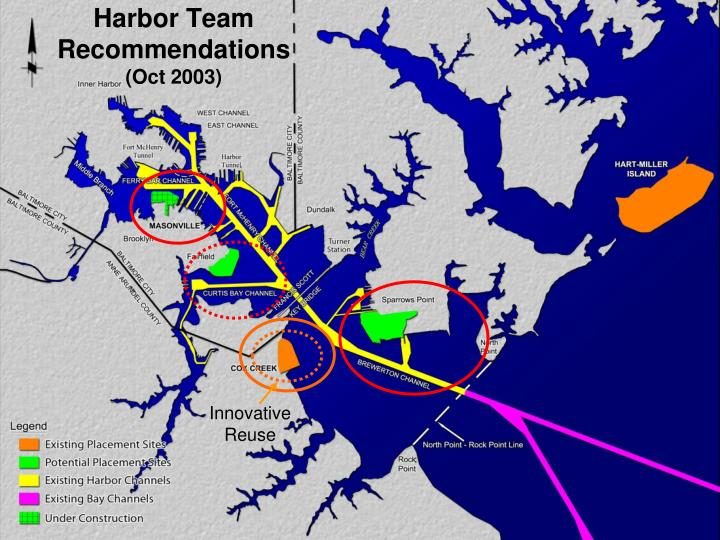 Harbor Team
Recommendations
(Oct 2003)
Inner Harbor
WEST CHANNEL
EAST CHANNEL
Fort McHenry
Tunnel
Harbor
Tunnel
BALTIMORE CITY
BALTIMORE COUNTY
HART-MILLER
ISLAND
Middle Branch
FERRY BAR CHANNEL
FORT McHENRY CHANNEL
BALTIMORE CITY
BALTIMORE COUNTY
MASONVILLE
Dundalk
Brooklyn
Turner
Station
BEAR CREEK
Fairfield
BALTIMORE CITY
ANNE ARUNDEL COUNTY
CURTIS BAY CHANNEL
FRANCIS SCOTT
KEY BRIDGE
Sparrows Point
North
Point
COX CREEK
BREWERTON CHANNEL
Innovative
Reuse
North Point - Rock Point Line
Rock
Point
Legend
Existing Placement Sites
Potential Placement Sites
Existing Harbor Channels
Existing Bay Channels
Under Construction